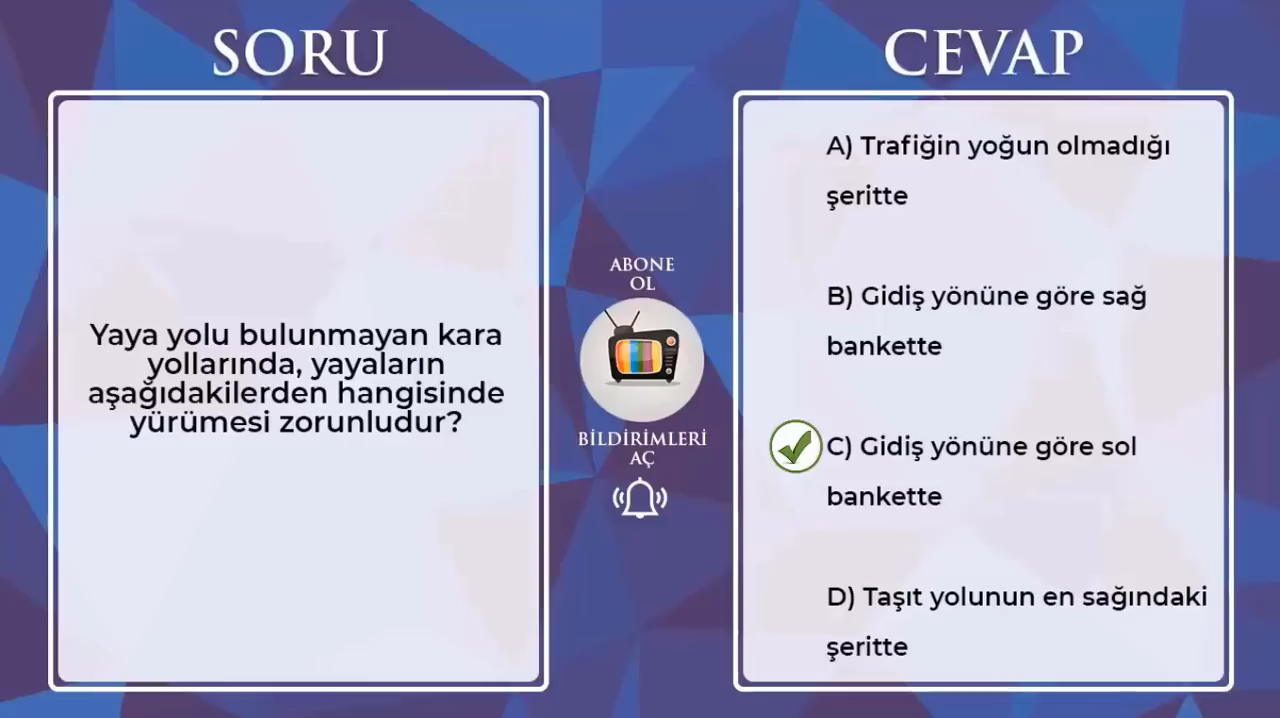 SORU
Yaya yolu bulunmayan kara
yollarında, yayaların
aşağıdakilerden hangisinde
yürümesi zorunludur?
ABONE
OL
BİLDİRİMLERİ
AÇ
CEVAP
A) Trafiğin yoğun olmadığı
şeritte
B) Gidiş yönüne göre sağ
bankette
C) Gidiş yönüne göre sol
bankette
D) Taşıt yolunun en sağındaki
şeritte